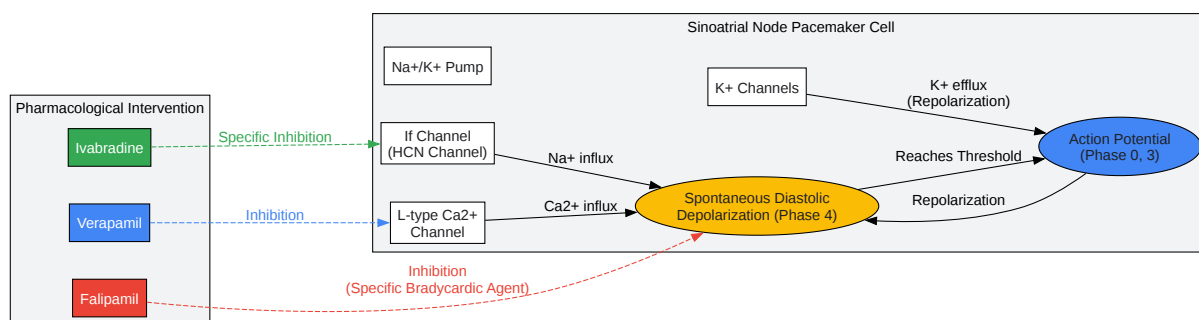 Sinoatrial Node Pacemaker Cell
Na+/K+ Pump
K+ Channels
K+ efflux
(Repolarization)
Pharmacological Intervention
Ivabradine
Specific Inhibition
If Channel
(HCN Channel)
Na+ influx
Reaches Threshold
Action Potential
(Phase 0, 3)
Verapamil
Inhibition
L-type Ca2+
Channel
Ca2+ influx
Spontaneous Diastolic
Depolarization (Phase 4)
Repolarization
Falipamil
Inhibition
(Specific Bradycardic Agent)